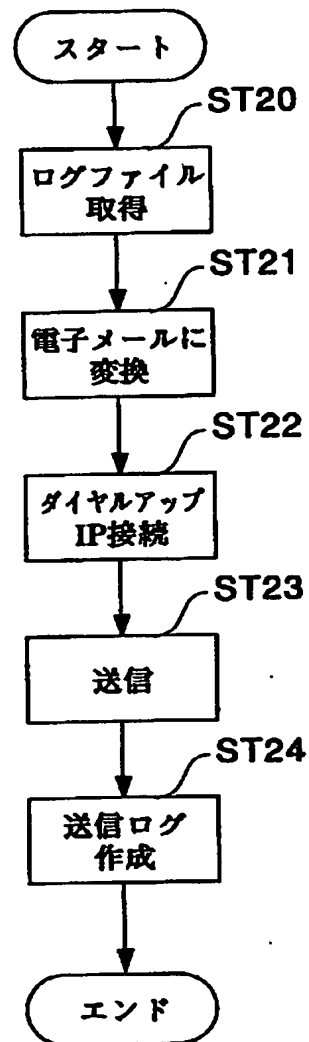 スタート
ST20
ログファイル
取得
ST21
電子メールに
変換
ST22
ダイヤルアップ
IP接続
ST23
送信
ST24
送信ログ
作成
エンド